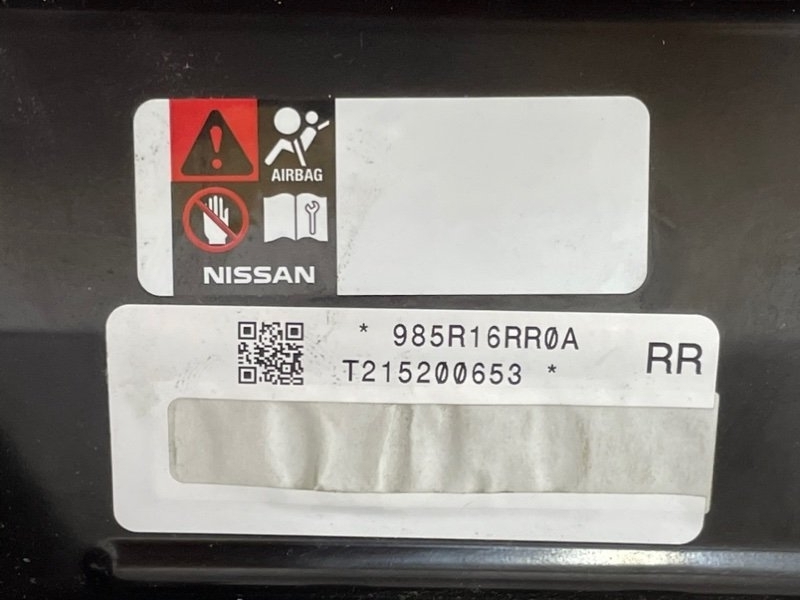 AIRBAG
NISSAN
* 985R16RR0A
T215200653 *
RR